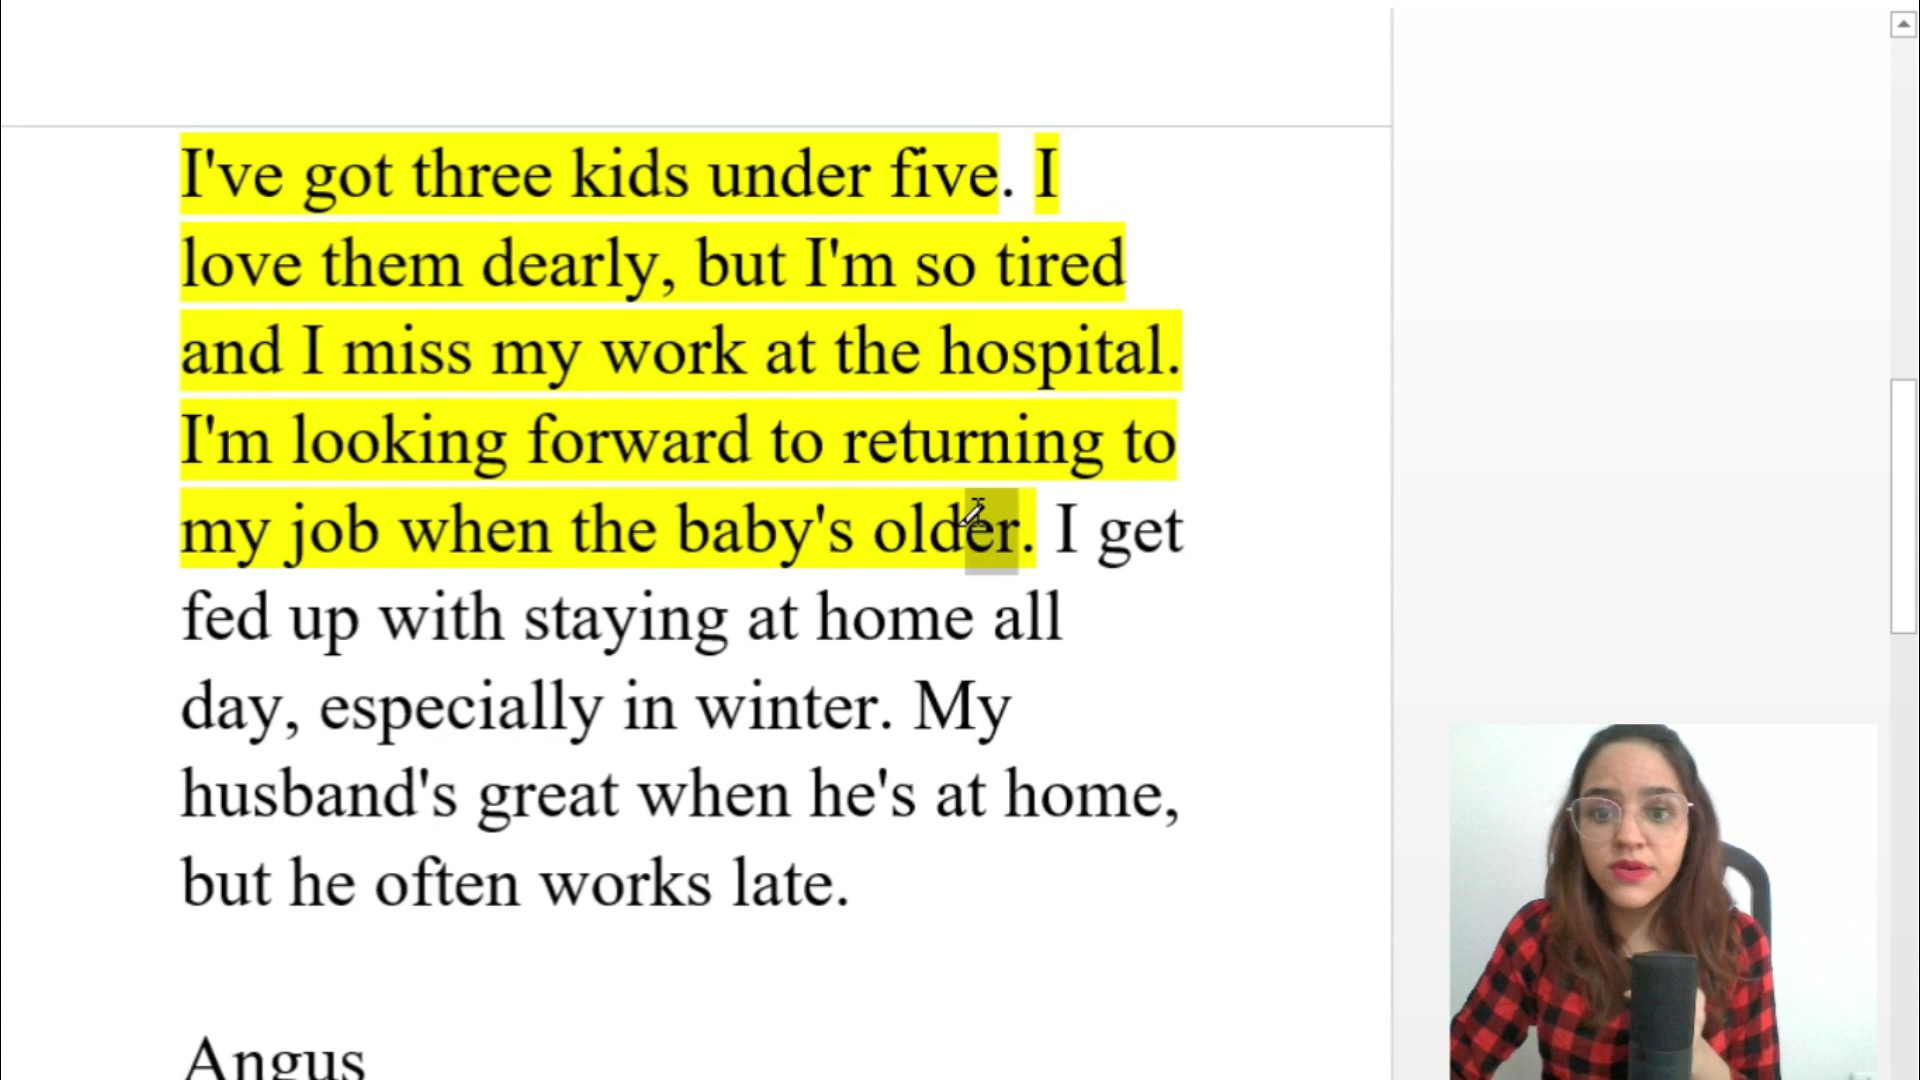 I've got three kids under five. I
love them dearly, but I'm so tired
and I miss my work at the hospital.
I'm looking forward to returning to
my job when the baby's older. I get
fed up with staying at home all
day, especially in winter. My
husband's great when he's at home,
but he often works late.
Angus